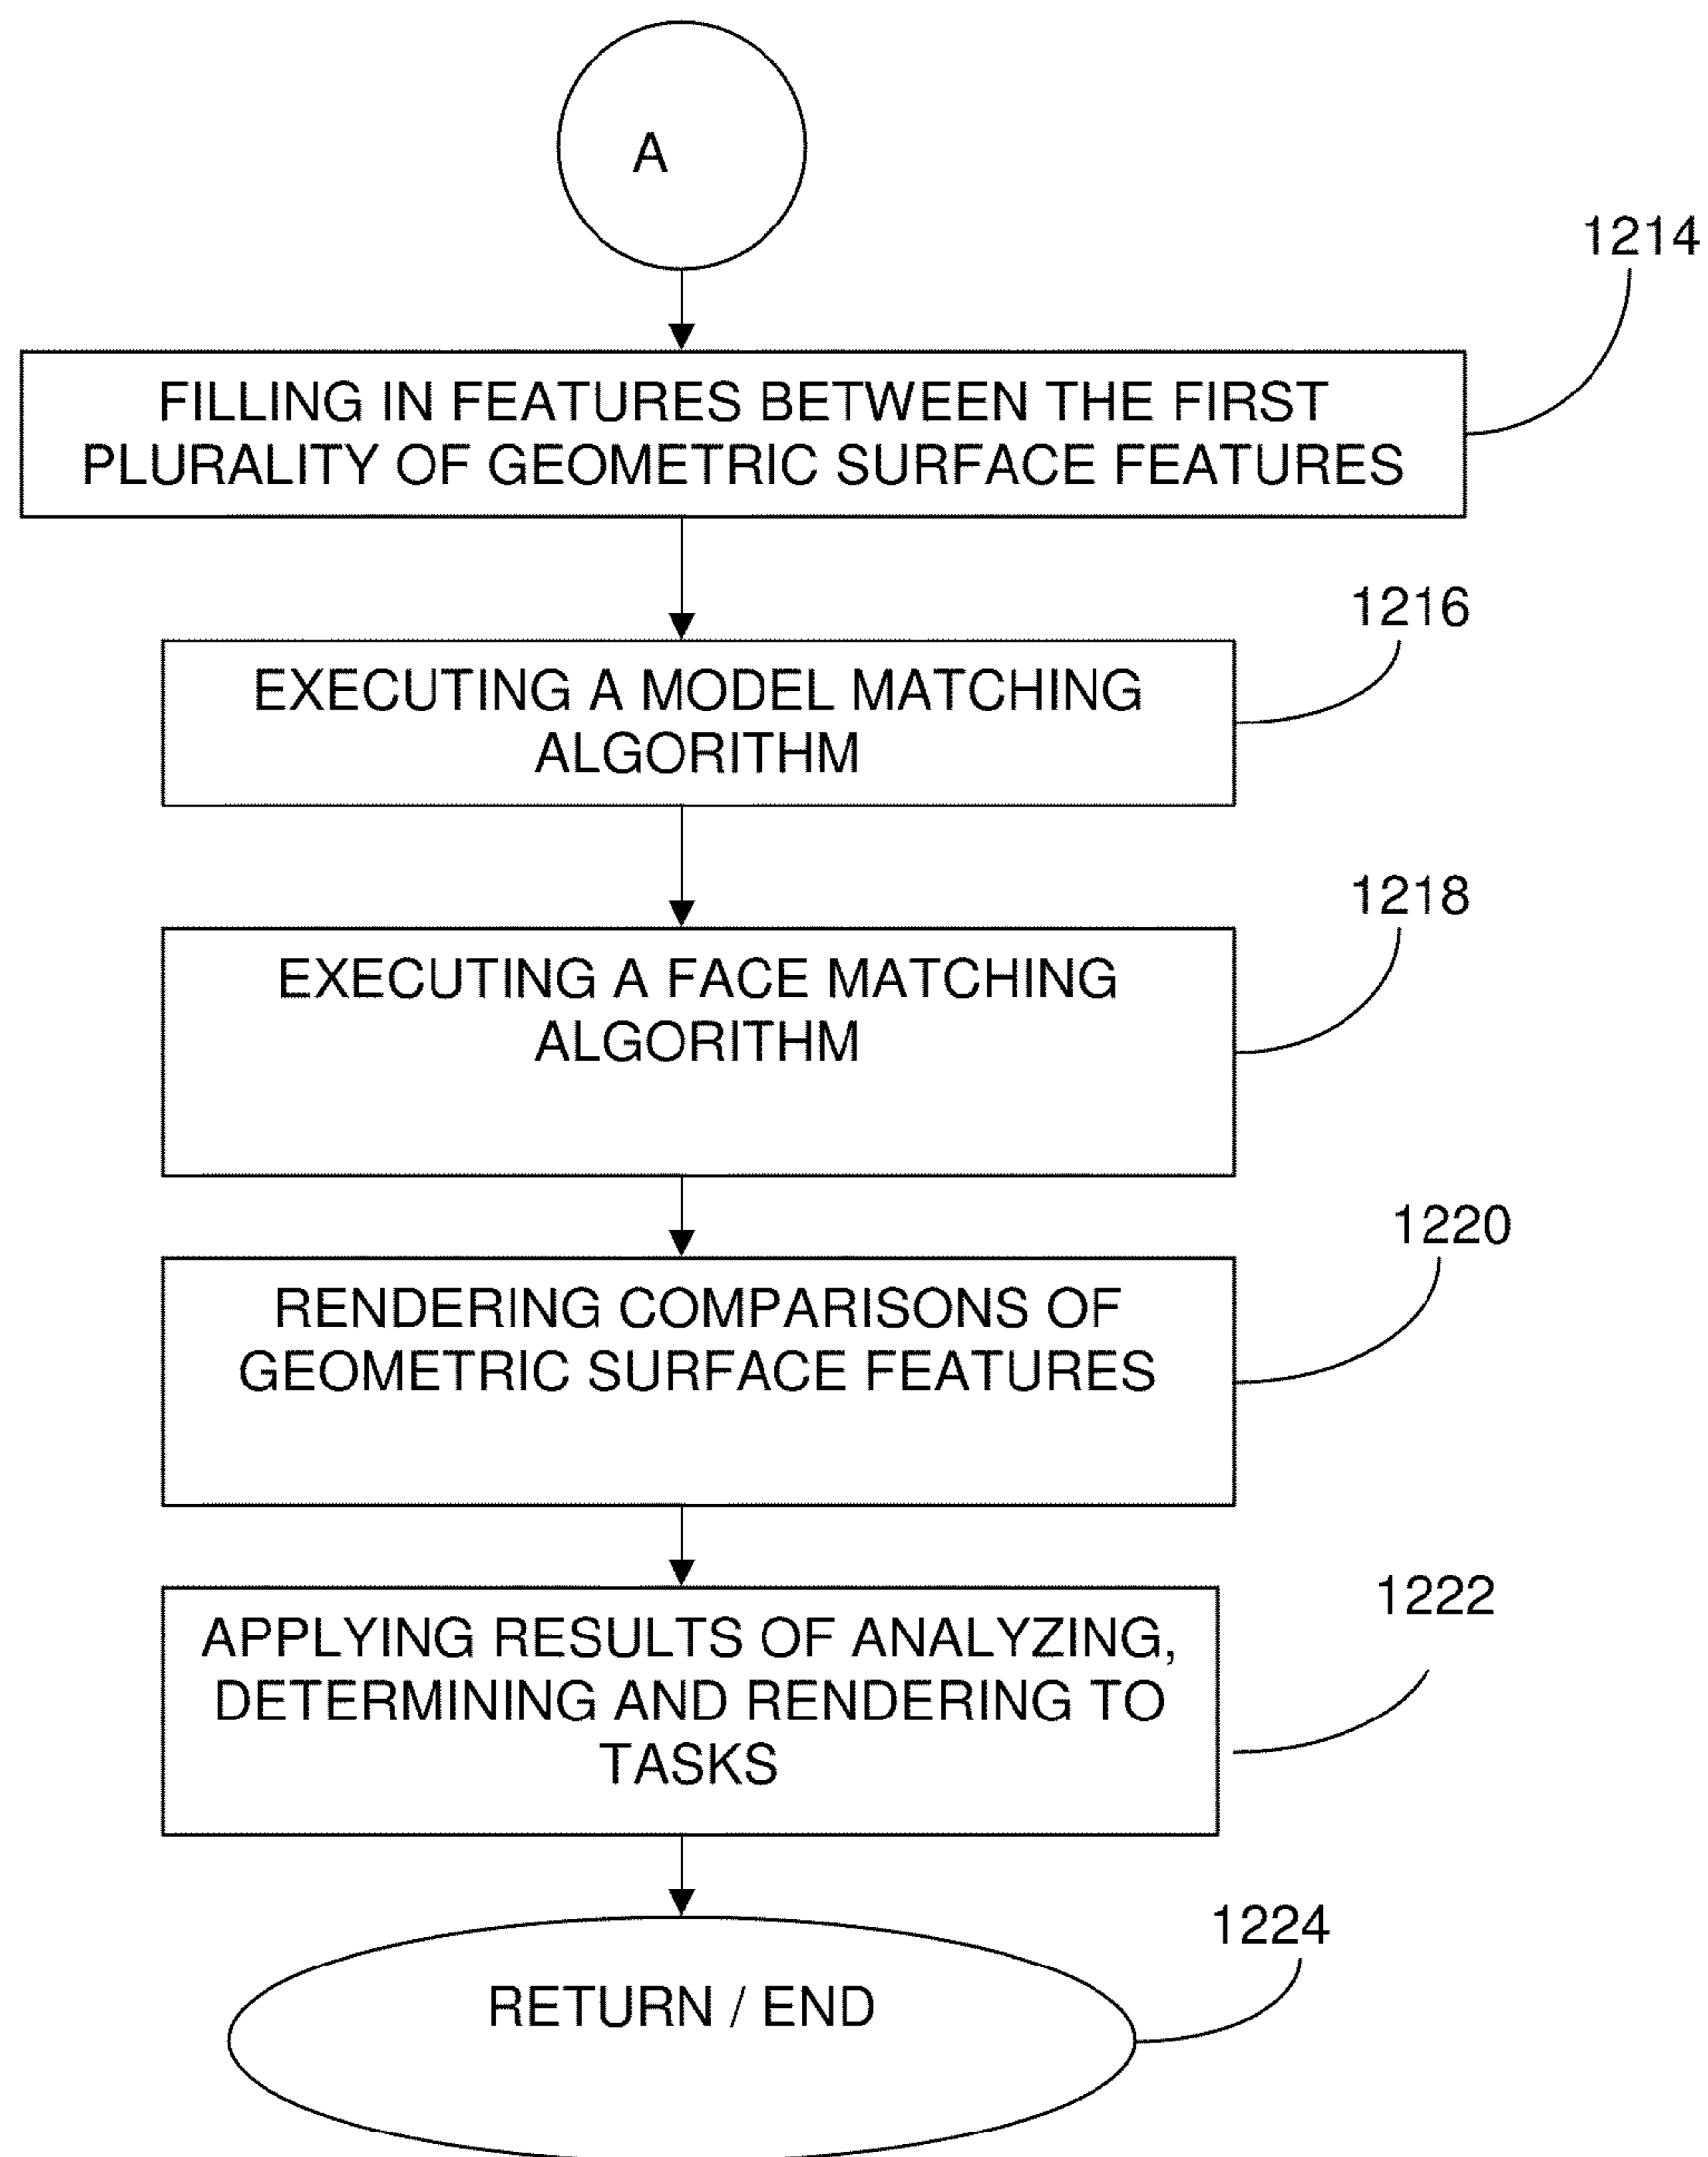 A
1214
FILLING IN FEATURES BETWEEN THE FIRST
PLURALITY OF GEOMETRIC SURFACE FEATURES
1216
EXECUTING A MODEL MATCHING
ALGORITHM
1218
EXECUTING A FACE MATCHING
ALGORITHM
1220
RENDERING COMPARISONS OF
GEOMETRIC SURFACE FEATURES
1222
APPLYING RESULTS OF ANALYZING,
DETERMINING AND RENDERING TO
TASKS
1224
RETURN / END